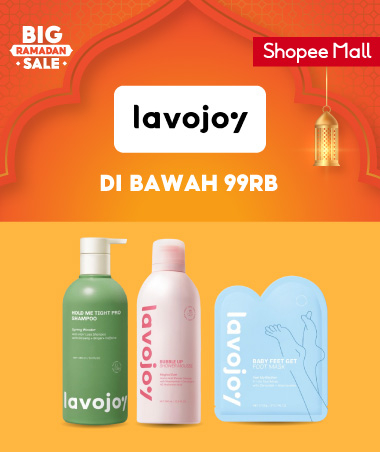 BIG
RAMADAN
SALE
Shopee Mall
lavojoy
DI BAWAH 99RB
HOLD ME TIGHT PRO
SHAMPOO
lavojoy
lavojoy
BUBBLE UP
lavojoy
BABY FEET GET
FOOT MASK